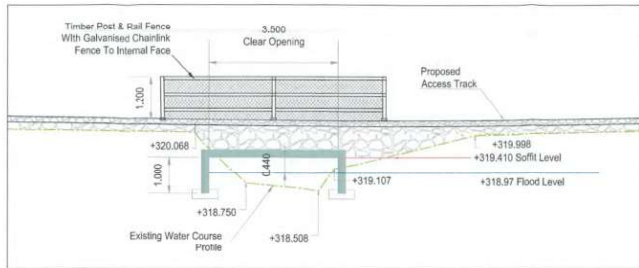 Timber Post & Rail Fence
With Galvanised Chainlink
Fence To Internal Face
3.500
Clear Opening
Proposed
Access Track
1.200
+320.068
+319.998
+319.410 Soffit Level
0.440
1.000
+319.107
+318.97 Flood Level
+318.750
+318.508
Existing Water Course
Profile